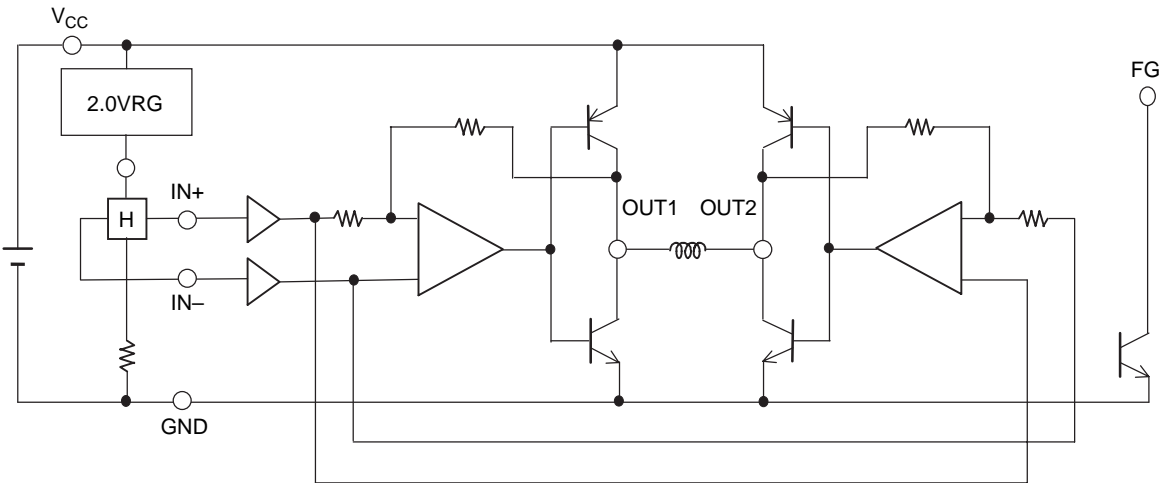 VCC
FG
2.0VRG
IN+
H
OUT1 OUT2
IN–
GND